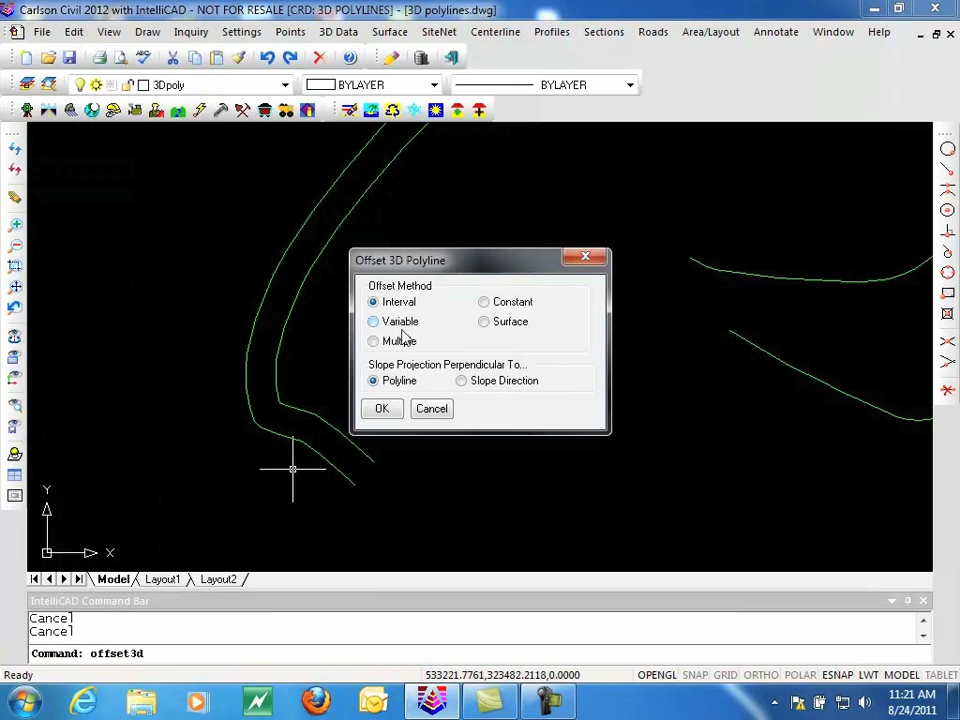 Carlson Civil 2012 with IntelliCAD - NOT FOR RESALE [CRD: 3D POLYLINES] - [3D polylines.dwg]
File Edit View Draw Inquiry Settings Points 3D Data Surface SiteNet Centerline Profiles Sections Roads Area/Layout Annotate Window Help
3Dpoly BYLAYER BYLAYER
Offset 3D Polyline
Offset Method
Interval Constant
Variable Surface
Multiple
Slope Projection Perpendicular To...
Polyline Slope Direction
OK Cancel
Y
X
Model Layout1 Layout2
IntelliCAD Command Bar
Cancel
Cancel
Command: offset3d
Ready 533221.7761,323482.2118,0.0000 OPENGL SNAP GRID ORTHO POLAR ESNAP LWT MODEL TABLET
11:21 AM
8/24/2011